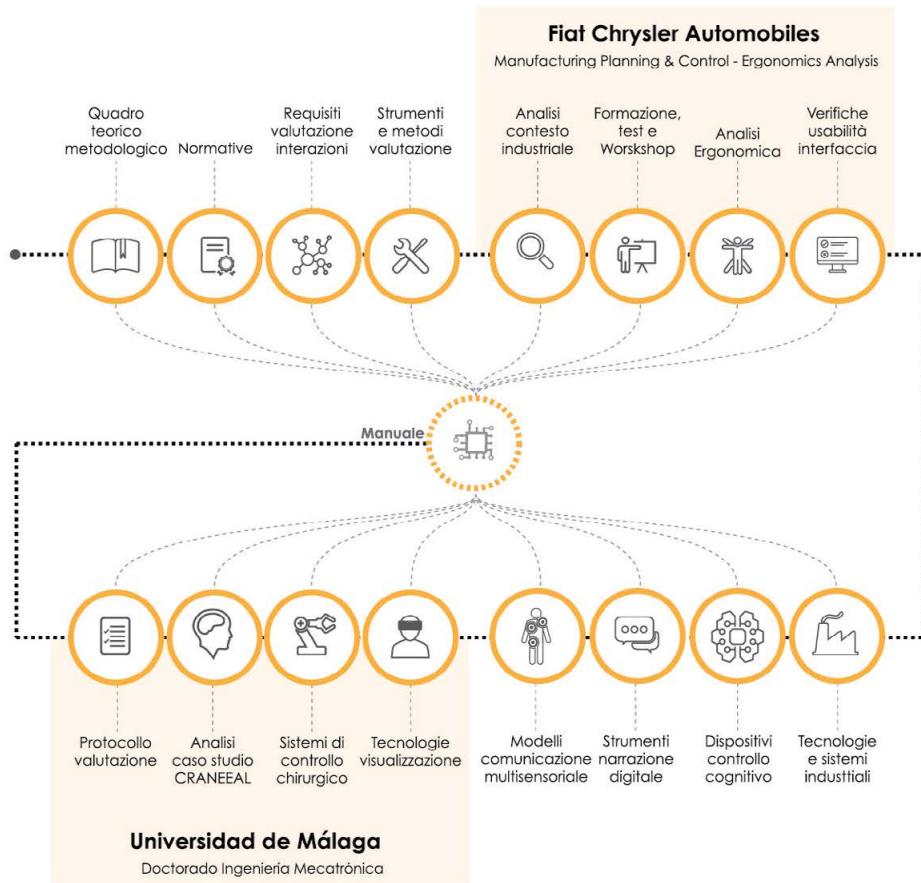 Fiat Chrysler Automobiles
Manufacturing Planning & Control - Ergonomics Analysis
Quadro
teorico
metodologico
Normative
Requisiti
valutazione
interazioni
Strumenti
e metodi
valutazione
Analisi
contesto
industriale
Formazione,
test e
Worskshop
Analisi
Ergonomica
Verifiche
usabilità
interfaccia
Manuale
Protocollo
valutazione
Analisi
caso studio
CRANEEAL
Sistemi di
controllo
chirurgico
Tecnologie
visualizzazione
Modelli
comunicazione
multisensoriale
Strumenti
narrazione
digitale
Dispositivi
controllo
cognitivo
Tecnologie
e sistemi
industtiali
Universidad de Málaga
Doctorado Ingeniería Mecatrónica